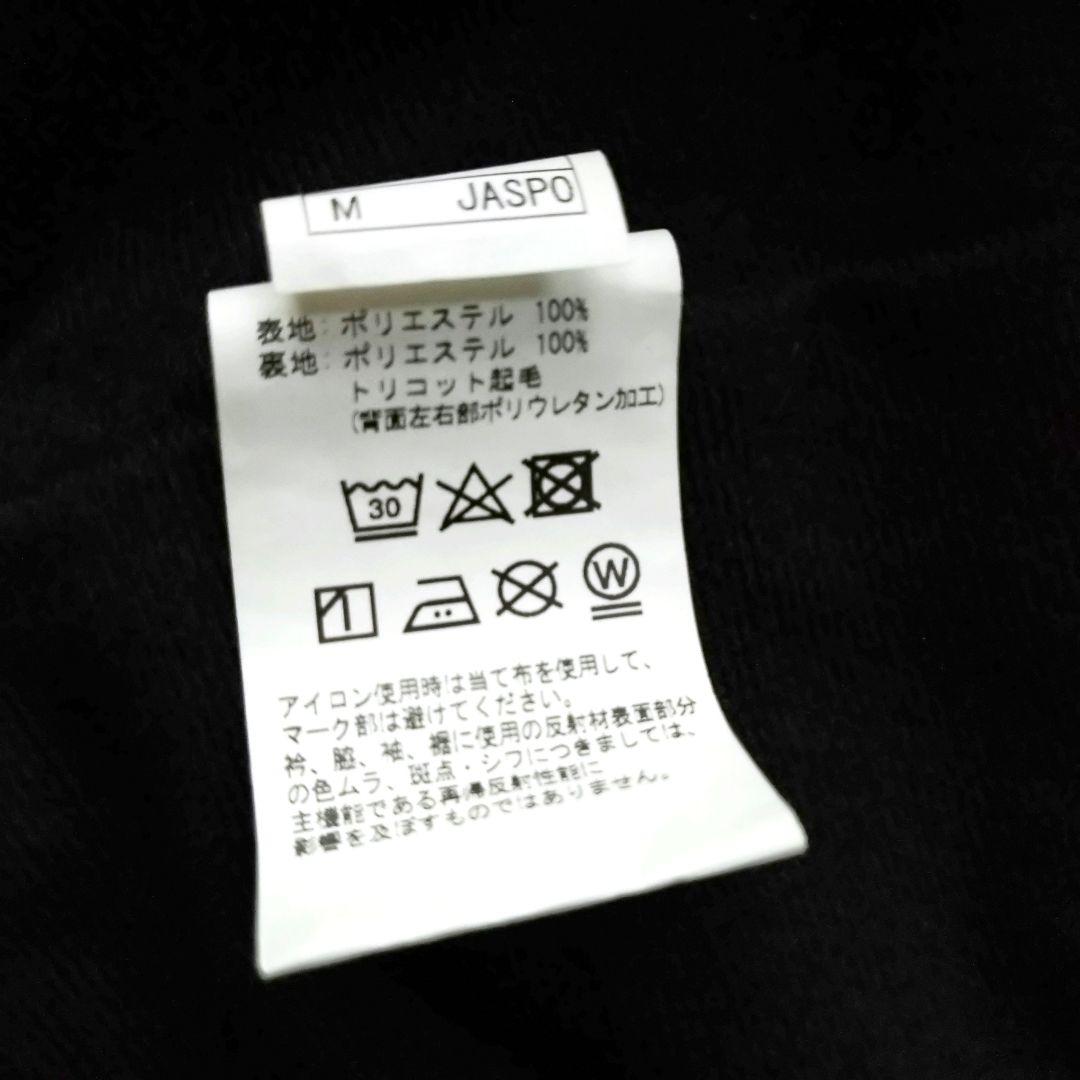 M JASPO
表地:ポリエステル 100%
裏地:ポリエステル 100%
トリコット起毛
(背面左右部ポリウレタン加工)
30
W
アイロン使用時は当て布を使用して、
マーク部は避けてください。
衿、脇、袖、裾に使用の反射材表面部分
の色ムラ、斑点・シワにつきましては、
主機能である再帰反射性能に
影響を及ぼすものではありません。